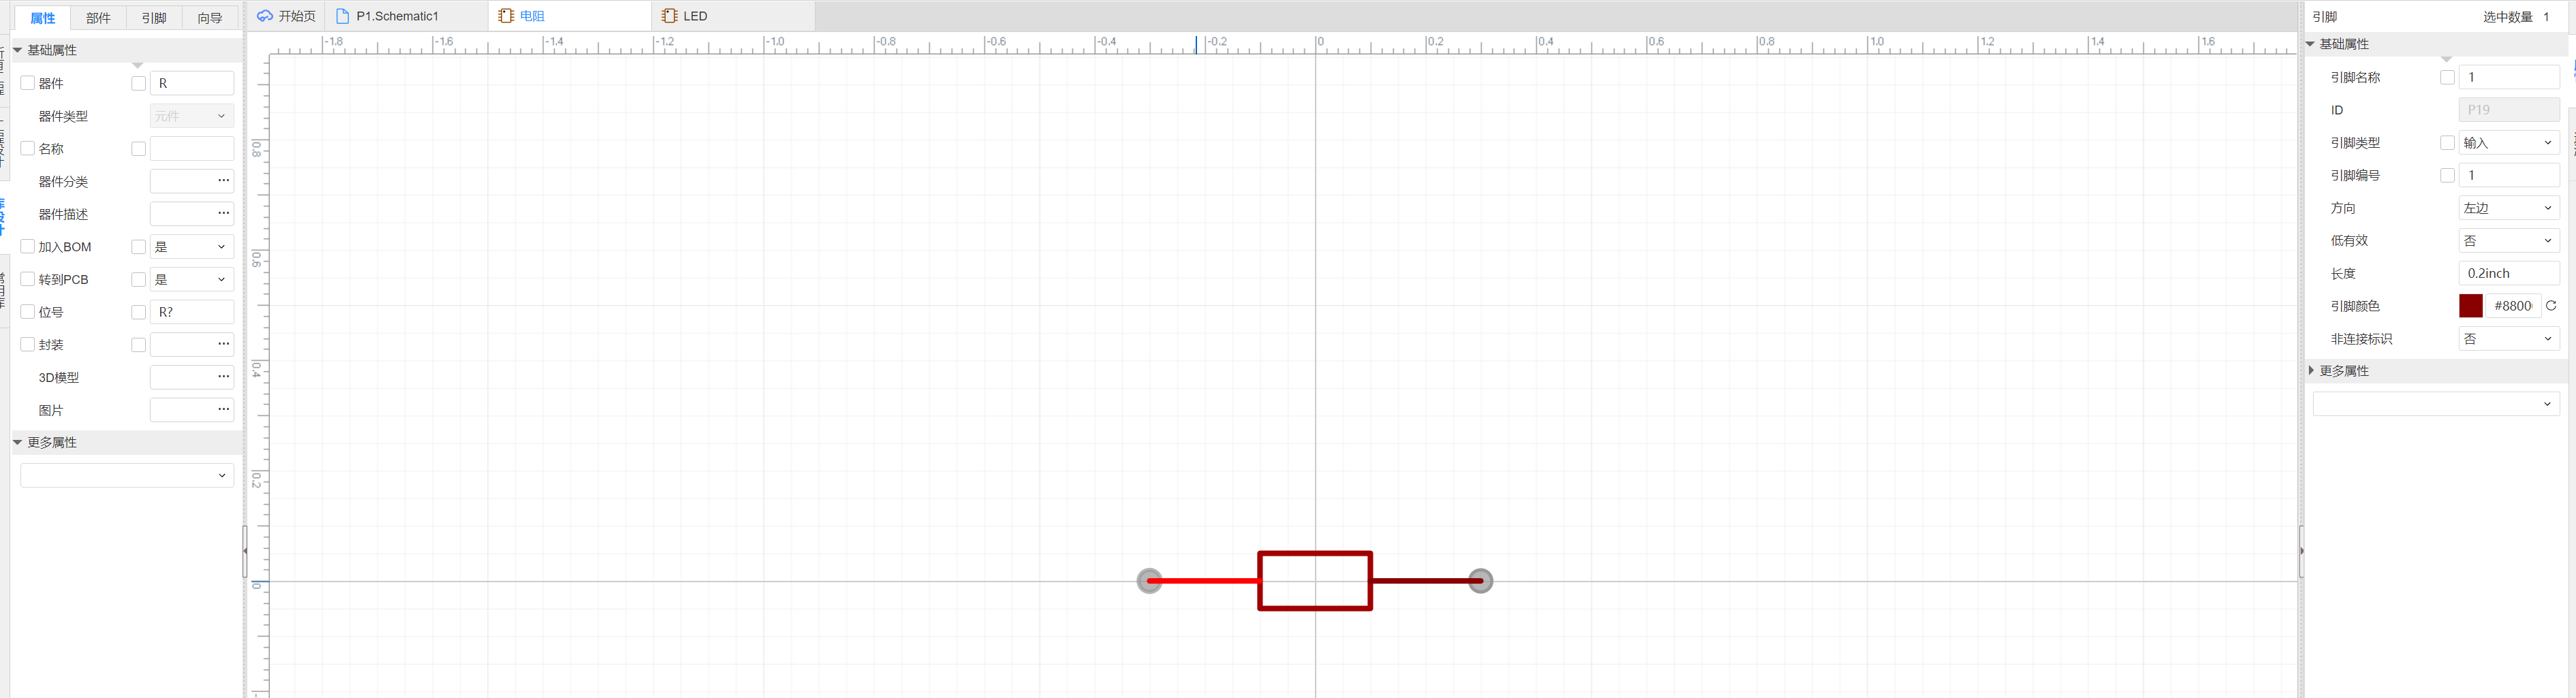 属性 部件 引脚 向导
基础属性
器件 R
器件类型 元件
名称
器件分类 ...
器件描述 ...
加入BOM 是
转到PCB 是
位号 R?
封装 ...
3D模型 ...
图片 ...
更多属性
开始页 P1.Schematic1 电阻 LED
-1.8 -1.6 -1.4 -1.2 -1.0 -0.8 -0.6 -0.4 -0.2 0 0.2 0.4 0.6 0.8 1.0 1.2 1.4 1.6
0.8
0.6
0.4
0.2
0
引脚 选中数量 1
基础属性
引脚名称 1
ID P19
引脚类型 输入
引脚编号 1
方向 左边
低有效 否
长度 0.2inch
引脚颜色 #8800
非连接标识 否
更多属性